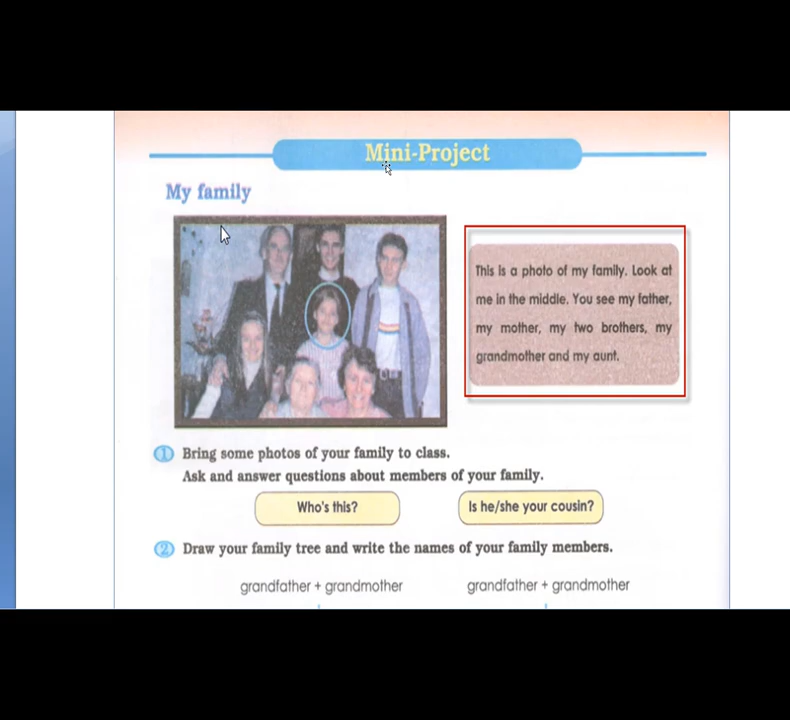 Mini-Project
My family
This is a photo of my family. Look at
me in the middle. You see my father,
my mother, my two brothers, my
grandmother and my aunt.
1 Bring some photos of your family to class.
Ask and answer questions about members of your family.
Who's this?
Is he/she your cousin?
2 Draw your family tree and write the names of your family members.
grandfather + grandmother
grandfather + grandmother